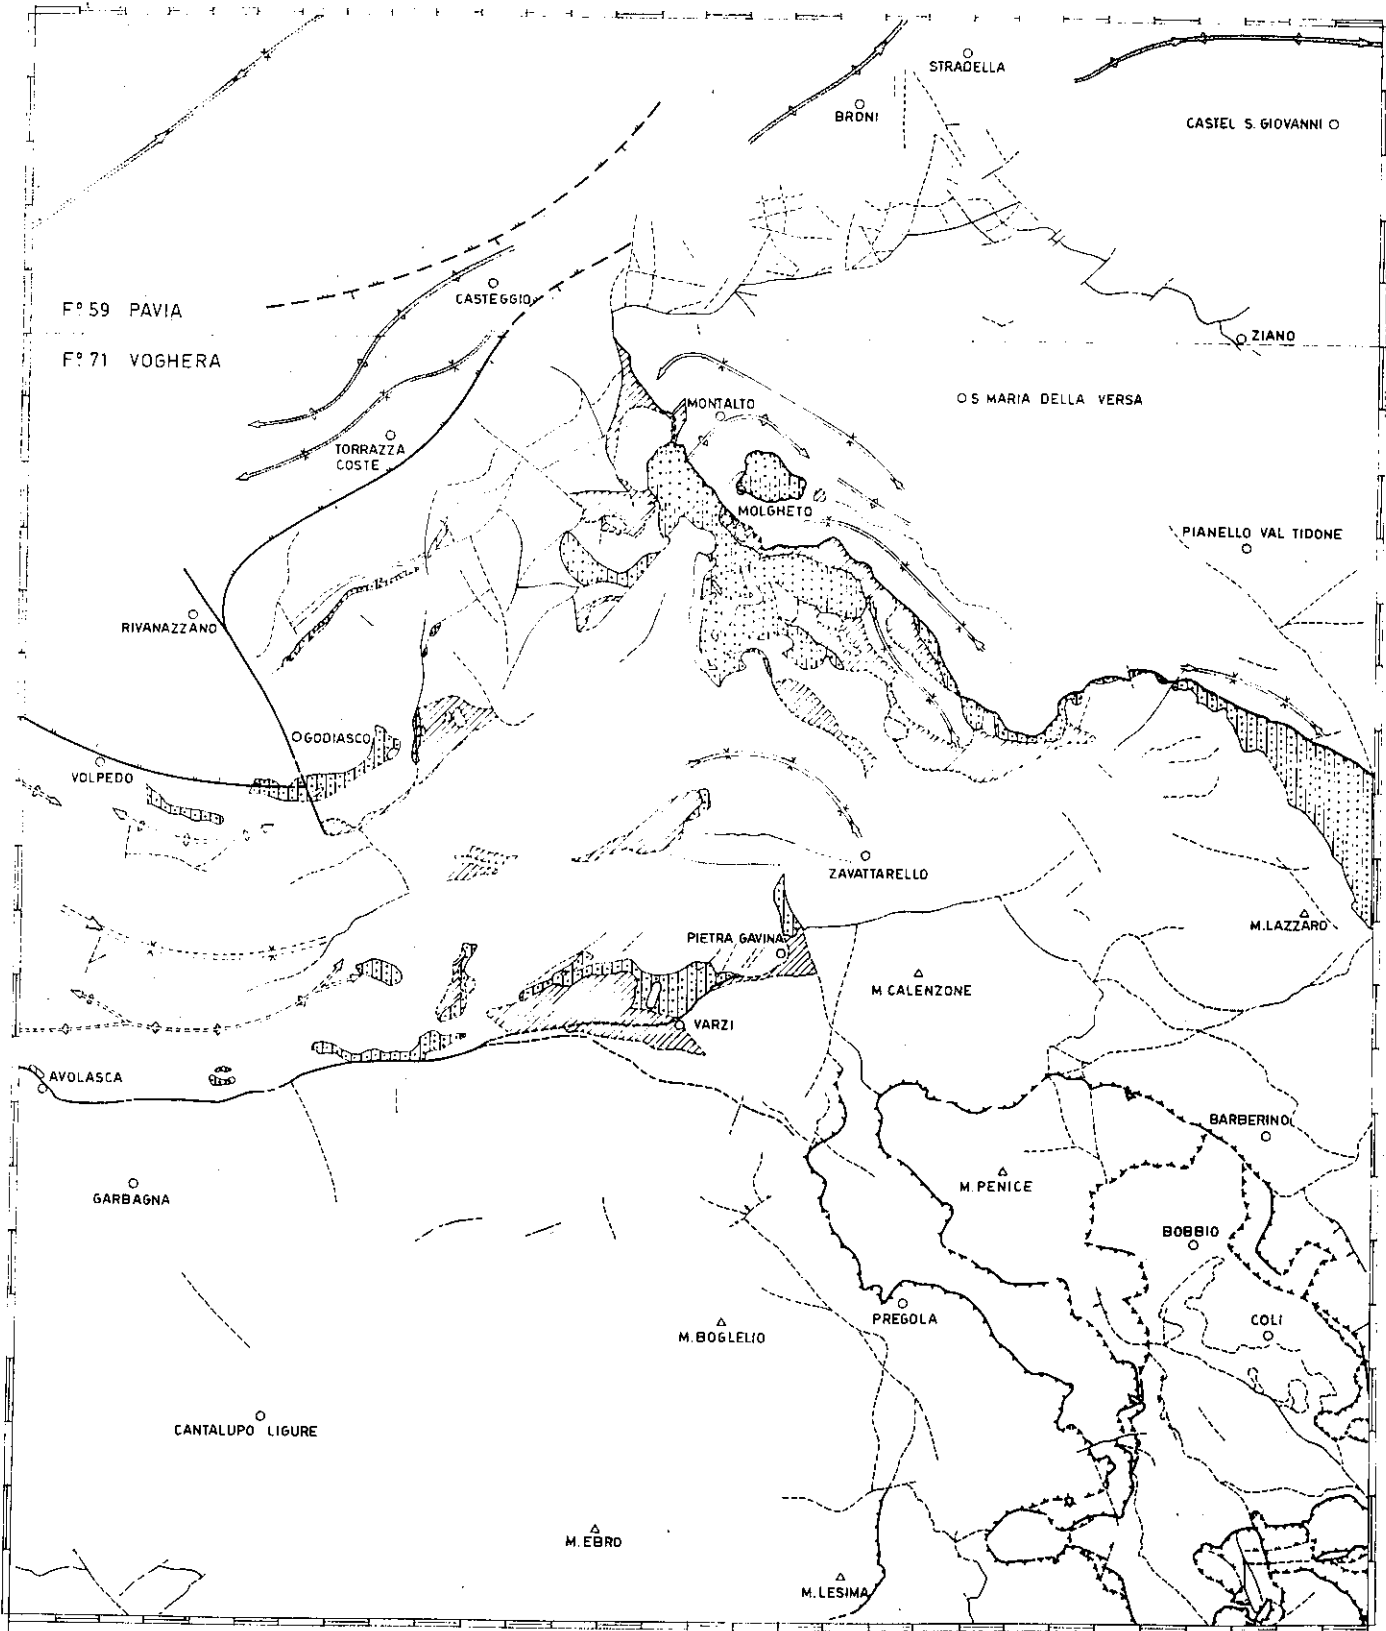 STRADELLA
BRONI
CASTEL S. GIOVANNI
CASTEGGIO
F° 59 PAVIA
ZIANO
F° 71 VOGHERA
S MARIA DELLA VERSA
MONTALTO
TORRAZZA
COSTE
MOLGHETO
PIANELLO VAL TIDONE
RIVANAZZANO
GODIASCO
VOLPEDO
ZAVATTARELLO
M. LAZZARO
PIETRA GAVINA
M CALENZONE
VARZI
AVOLASCA
BARBERINO
M. PENICE
GARBAGNA
BOBBIO
PREGOLA
COLI
M. BOGLELIO
CANTALUPO LIGURE
M. EBRO
M. LESIMA